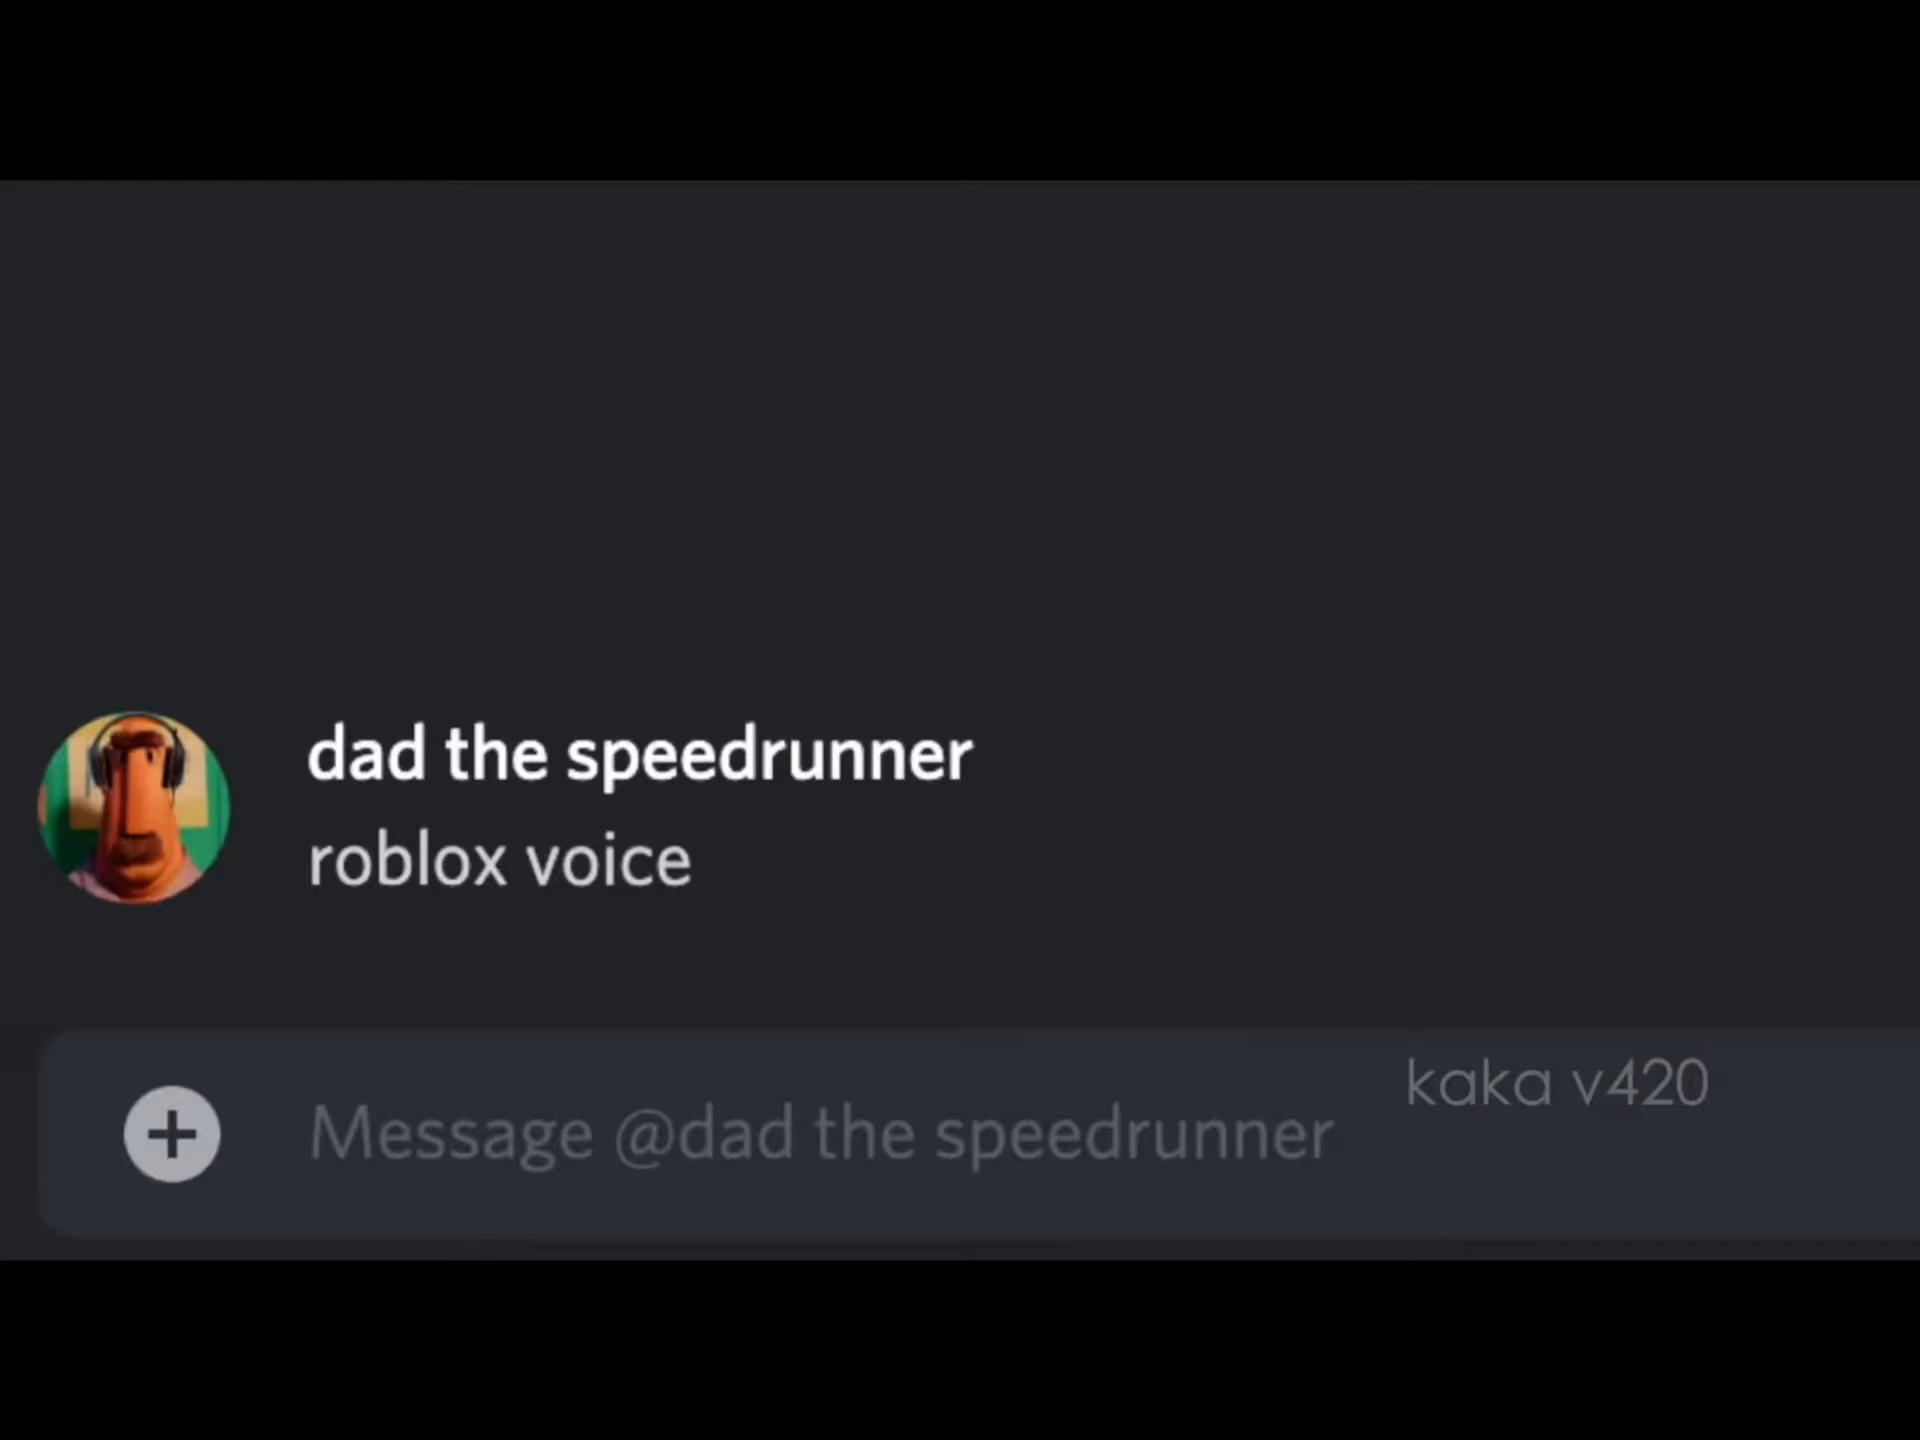 dad the speedrunner
roblox voice
kaka v420
Message @dad the speedrunner